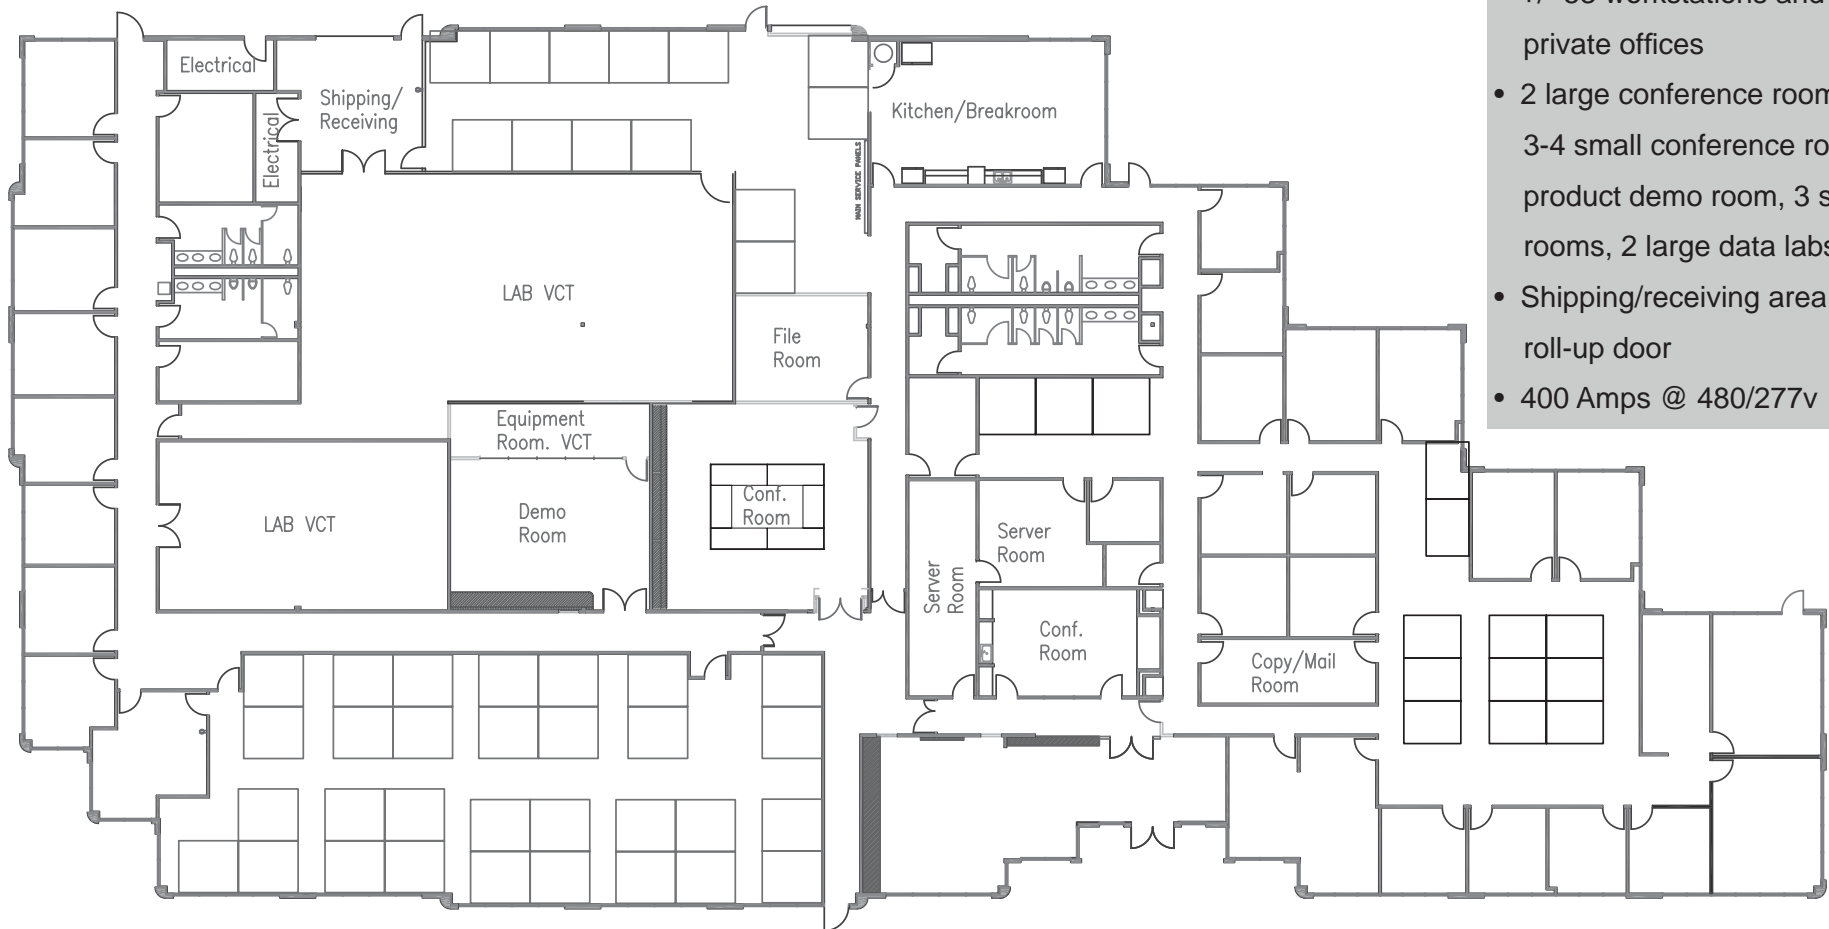 private offices
• 2 large conference room
3-4 small conference ro
product demo room, 3 s
rooms, 2 large data labs
• Shipping/receiving area
roll-up door
• 400 Amps @ 480/277v
Electrical
Shipping/
Receiving
Electrical
Kitchen/Breakroom
MAIN SERVICE PANELS
LAB VCT
File
Room
Equipment
Room. VCT
LAB VCT
Demo
Room
Conf.
Room
Server
Room
Server
Room
Conf.
Room
Copy/Mail
Room